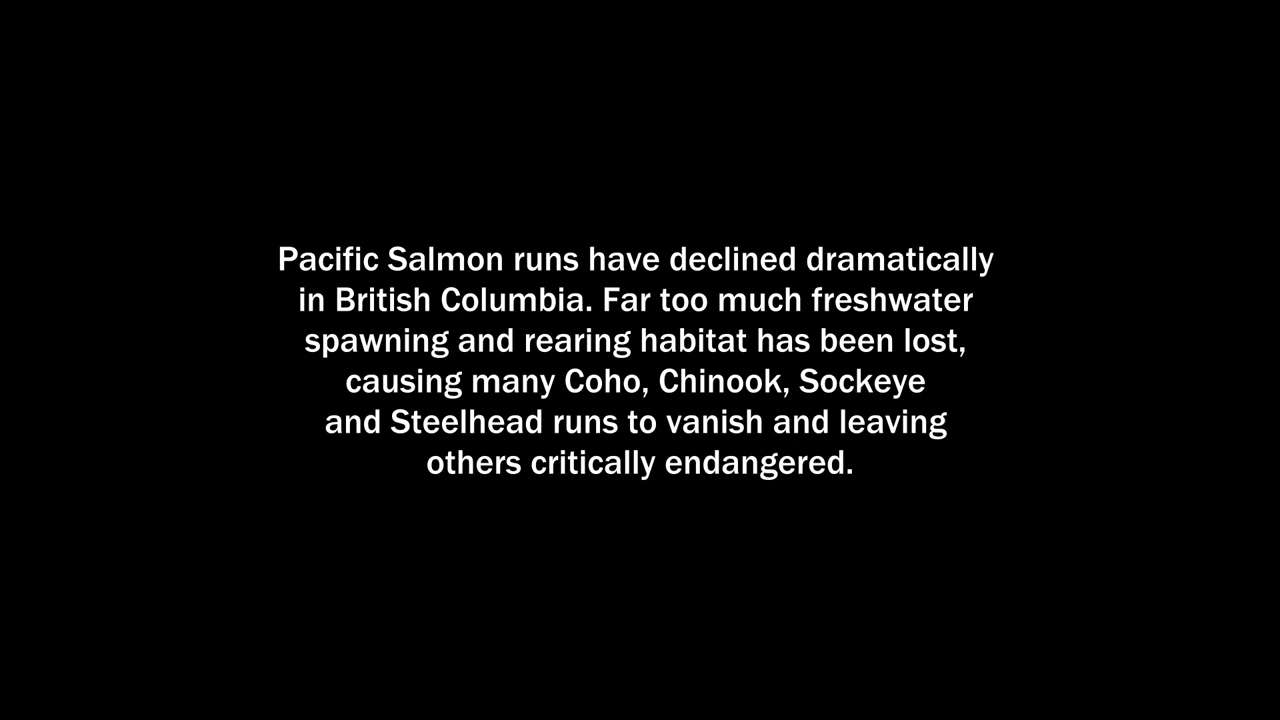 Pacific Salmon runs have declined dramatically
in British Columbia. Far too much freshwater
spawning and rearing habitat has been lost,
causing many Coho, Chinook, Sockeye
and Steelhead runs to vanish and leaving
others critically endangered.